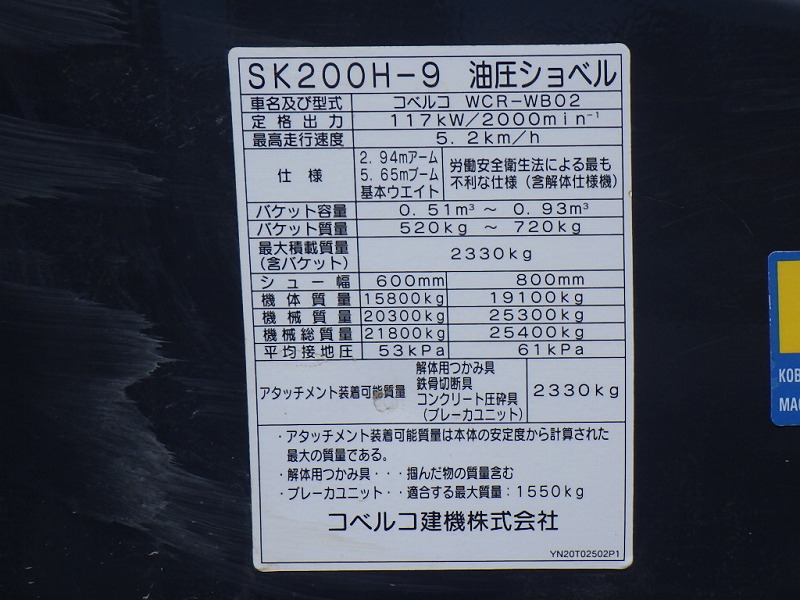 SK200H-9 油圧ショベル
車名及び型式 コベルコ WCR-WB02
定格出力 117kW/2000min⁻¹
最高走行速度 5.2km/h
仕様 2.94mアーム 労働安全衛生法による最も
5.65mブーム 不利な仕様(含解体仕様機)
基本ウエイト
バケット容量 0.51m³ ～ 0.93m³
バケット質量 520kg ～ 720kg
最大積載質量
(含バケット) 2330kg
シュー幅 600mm 800mm
機体質量 15800kg 19100kg
機械質量 20300kg 25300kg
機械総質量 21800kg 25400kg
平均接地圧 53kPa 61kPa
アタッチメント装着可能質量 解体用つかみ具
鉄骨切断具
コンクリート圧砕具
(ブレーカユニット) 2330kg
・アタッチメント装着可能質量は本体の安定度から計算された
最大の質量である。
・解体用つかみ具・・・掴んだ物の質量含む
・ブレーカユニット・・適合する最大質量:1550kg
コベルコ建機株式会社
YN20T02502P1
KOB
MA